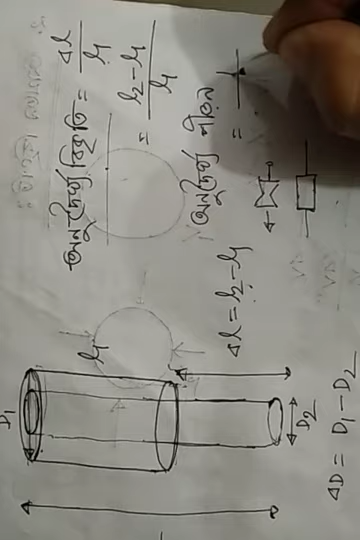 অনুদৈর্ঘ্য বিকৃতি = Δl / l₁
= l₂ - l₁ / l₁
অনুদৈর্ঘ্য পীড়ন
=
l₁
Δl = l₂ - l₁
D₁
D₂
ΔD = D₁ - D₂